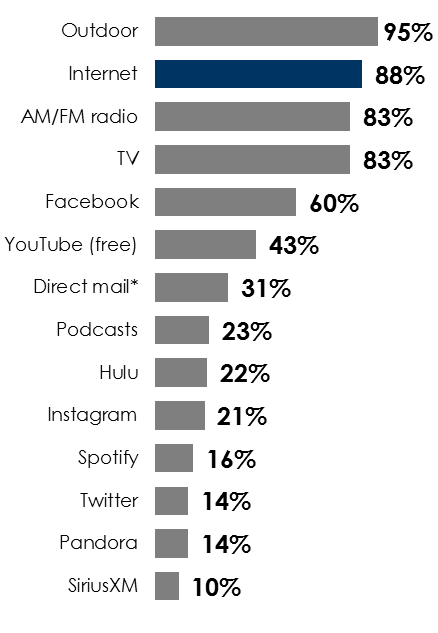 Outdoor 95%
Internet 88%
AM/FM radio 83%
TV 83%
Facebook 60%
YouTube (free) 43%
Direct mail* 31%
Podcasts 23%
Hulu 22%
Instagram 21%
Spotify 16%
Twitter 14%
Pandora 14%
SiriusXM 10%